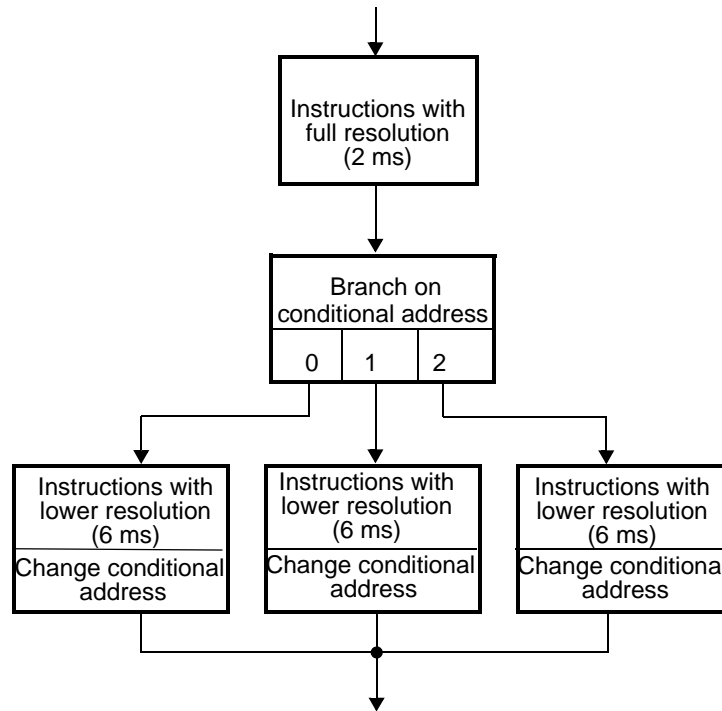 Instructions with
full resolution
(2 ms)
Branch on
conditional address
0 1 2
Instructions with
lower resolution
(6 ms)
Change conditional
address
Instructions with
lower resolution
(6 ms)
Change conditional
address
Instructions with
lower resolution
(6 ms)
Change conditional
address